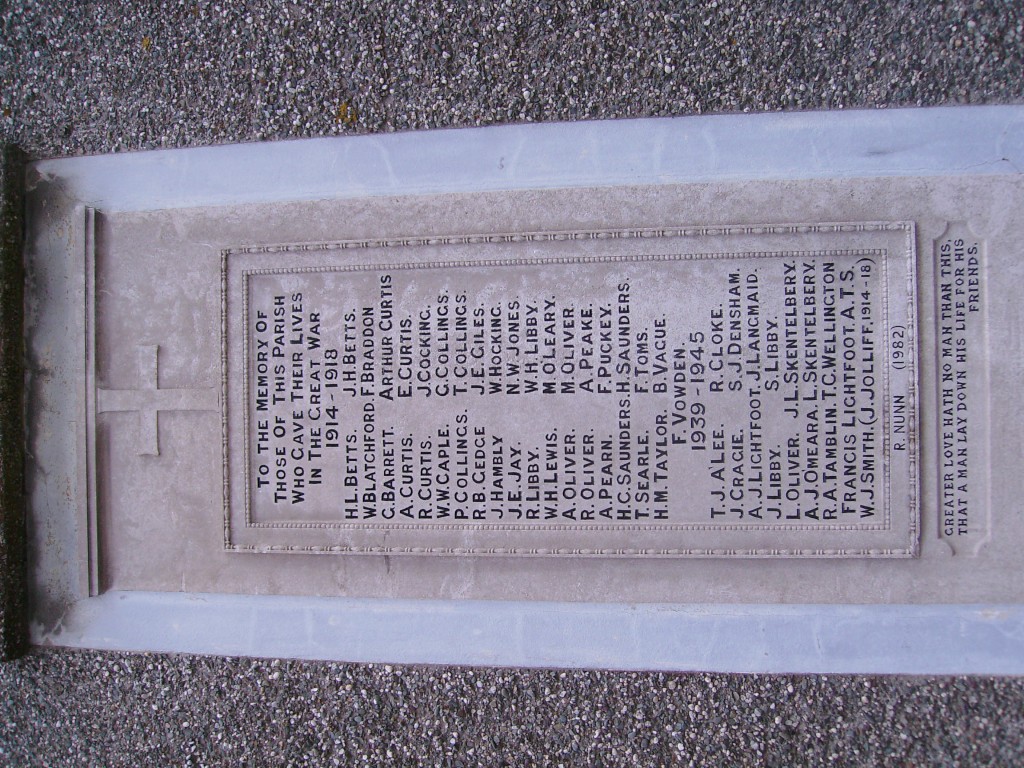 TO THE MEMORY OF
THOSE OF THIS PARISH
WHO GAVE THEIR LIVES
IN THE GREAT WAR
1914-1918
H.L.BETTS. J.H.BETTS.
W.BLATCHFORD. F.BRADDON
C.BARRETT. ARTHUR CURTIS
A.CURTIS. E.CURTIS.
R.CURTIS. J.COCKING.
W.W.CAPLE. G.COLLINGS.
P.COLLINGS. T.COLLINGS.
R.B.GEDGE J.E.GILES.
J.HAMBLY W.HOCKING.
J.E.JAY. N.W.JONES.
R.LIBBY. W.H.LIBBY.
W.H.LEWIS. M.O'LEARY.
A.OLIVER. M.OLIVER.
R.OLIVER. A.PEAKE.
A.PEARN. F.PUCKEY.
H.C.SAUNDERS. H.SAUNDERS.
T.SEARLE. F.TOMS.
H.M.TAYLOR. B.VAGUE.
F.VOWDEN.
1939-1945
T.J.A'LEE. R.CLOKE.
J.CRAGIE. S.J.DENSHAM.
A.J.LIGHTFOOT. J.LANGMAID.
J.LIBBY. S.LIBBY.
L.OLIVER. J.L.SKENTELBERY.
A.J.OMEARA. L.SKENTELBERY.
R.A.TAMBLIN. T.C.WELLINGTON
FRANCIS LIGHTFOOT. A.T.S.
W.J.SMITH. (J.JOLLIFF. 1914-18)
R. NUNN (1982)
GREATER LOVE HATH NO MAN THAN THIS,
THAT A MAN LAY DOWN HIS LIFE FOR HIS
FRIENDS.